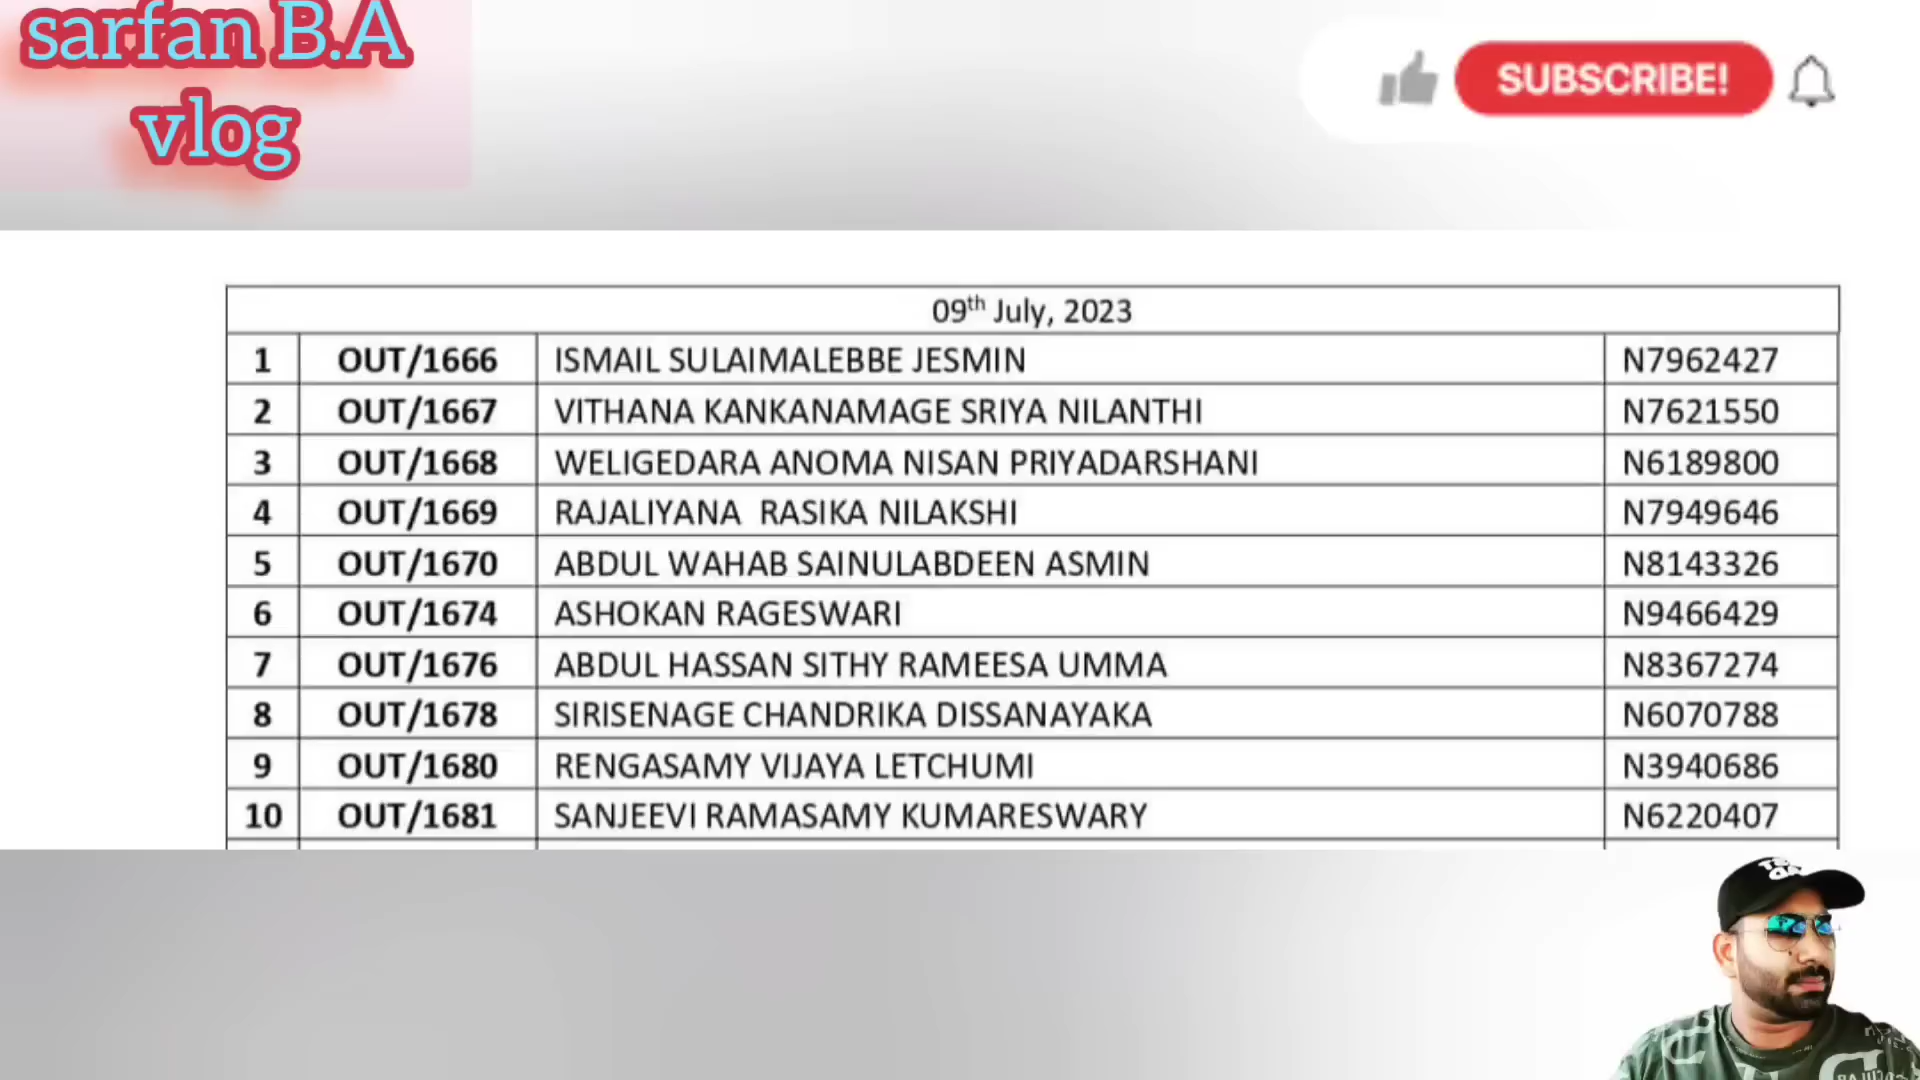 sarfan B.A
vlog
SUBSCRIBE!
09th July, 2023
1 OUT/1666 ISMAIL SULAIMALEBBE JESMIN N7962427
2 OUT/1667 VITHANA KANKANAMAGE SRIYA NILANTHI N7621550
3 OUT/1668 WELIGEDARA ANOMA NISAN PRIYADARSHANI N6189800
4 OUT/1669 RAJALIYANA RASIKA NILAKSHI N7949646
5 OUT/1670 ABDUL WAHAB SAINULABDEEN ASMIN N8143326
6 OUT/1674 ASHOKAN RAGESWARI N9466429
7 OUT/1676 ABDUL HASSAN SITHY RAMEESA UMMA N8367274
8 OUT/1678 SIRISENAGE CHANDRIKA DISSANAYAKA N6070788
9 OUT/1680 RENGASAMY VIJAYA LETCHUMI N3940686
10 OUT/1681 SANJEEVI RAMASAMY KUMARESWARY N6220407